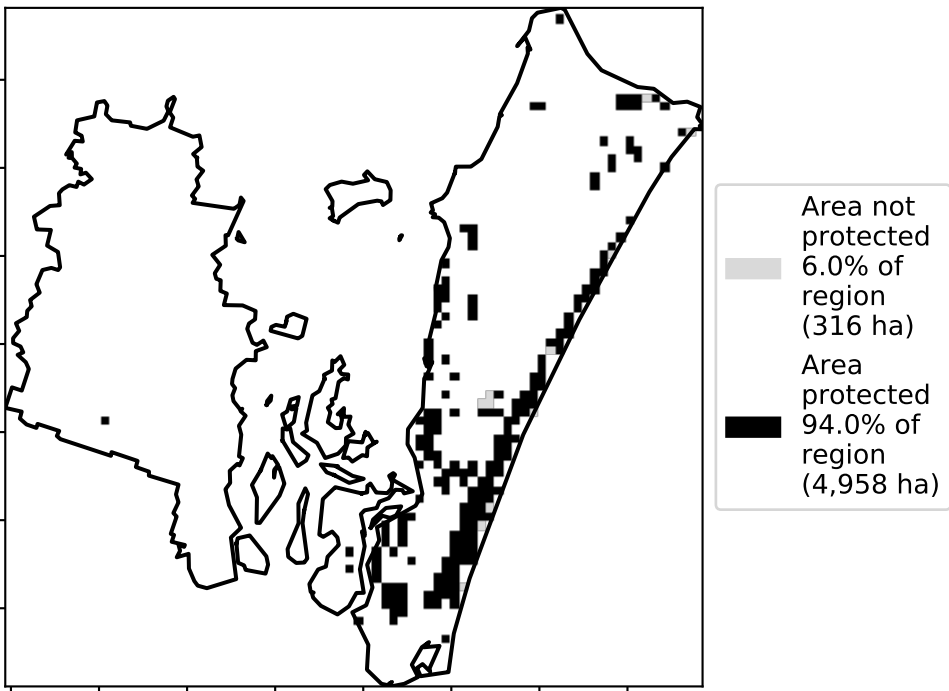 Area not
protected
6.0% of
region
(316 ha)
Area
protected
94.0% of
region
(4,958 ha)